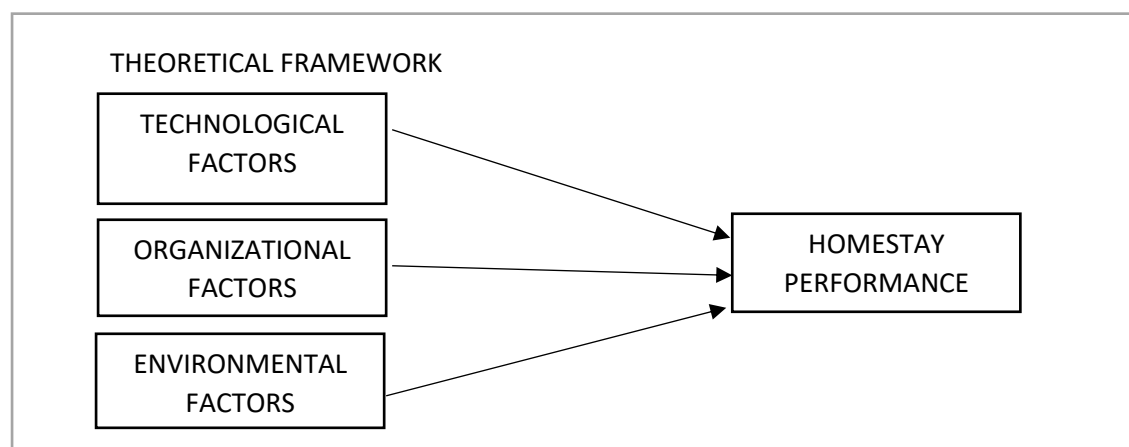 THEORETICAL FRAMEWORK
TECHNOLOGICAL
FACTORS
ORGANIZATIONAL
FACTORS
ENVIRONMENTAL
FACTORS
HOMESTAY
PERFORMANCE